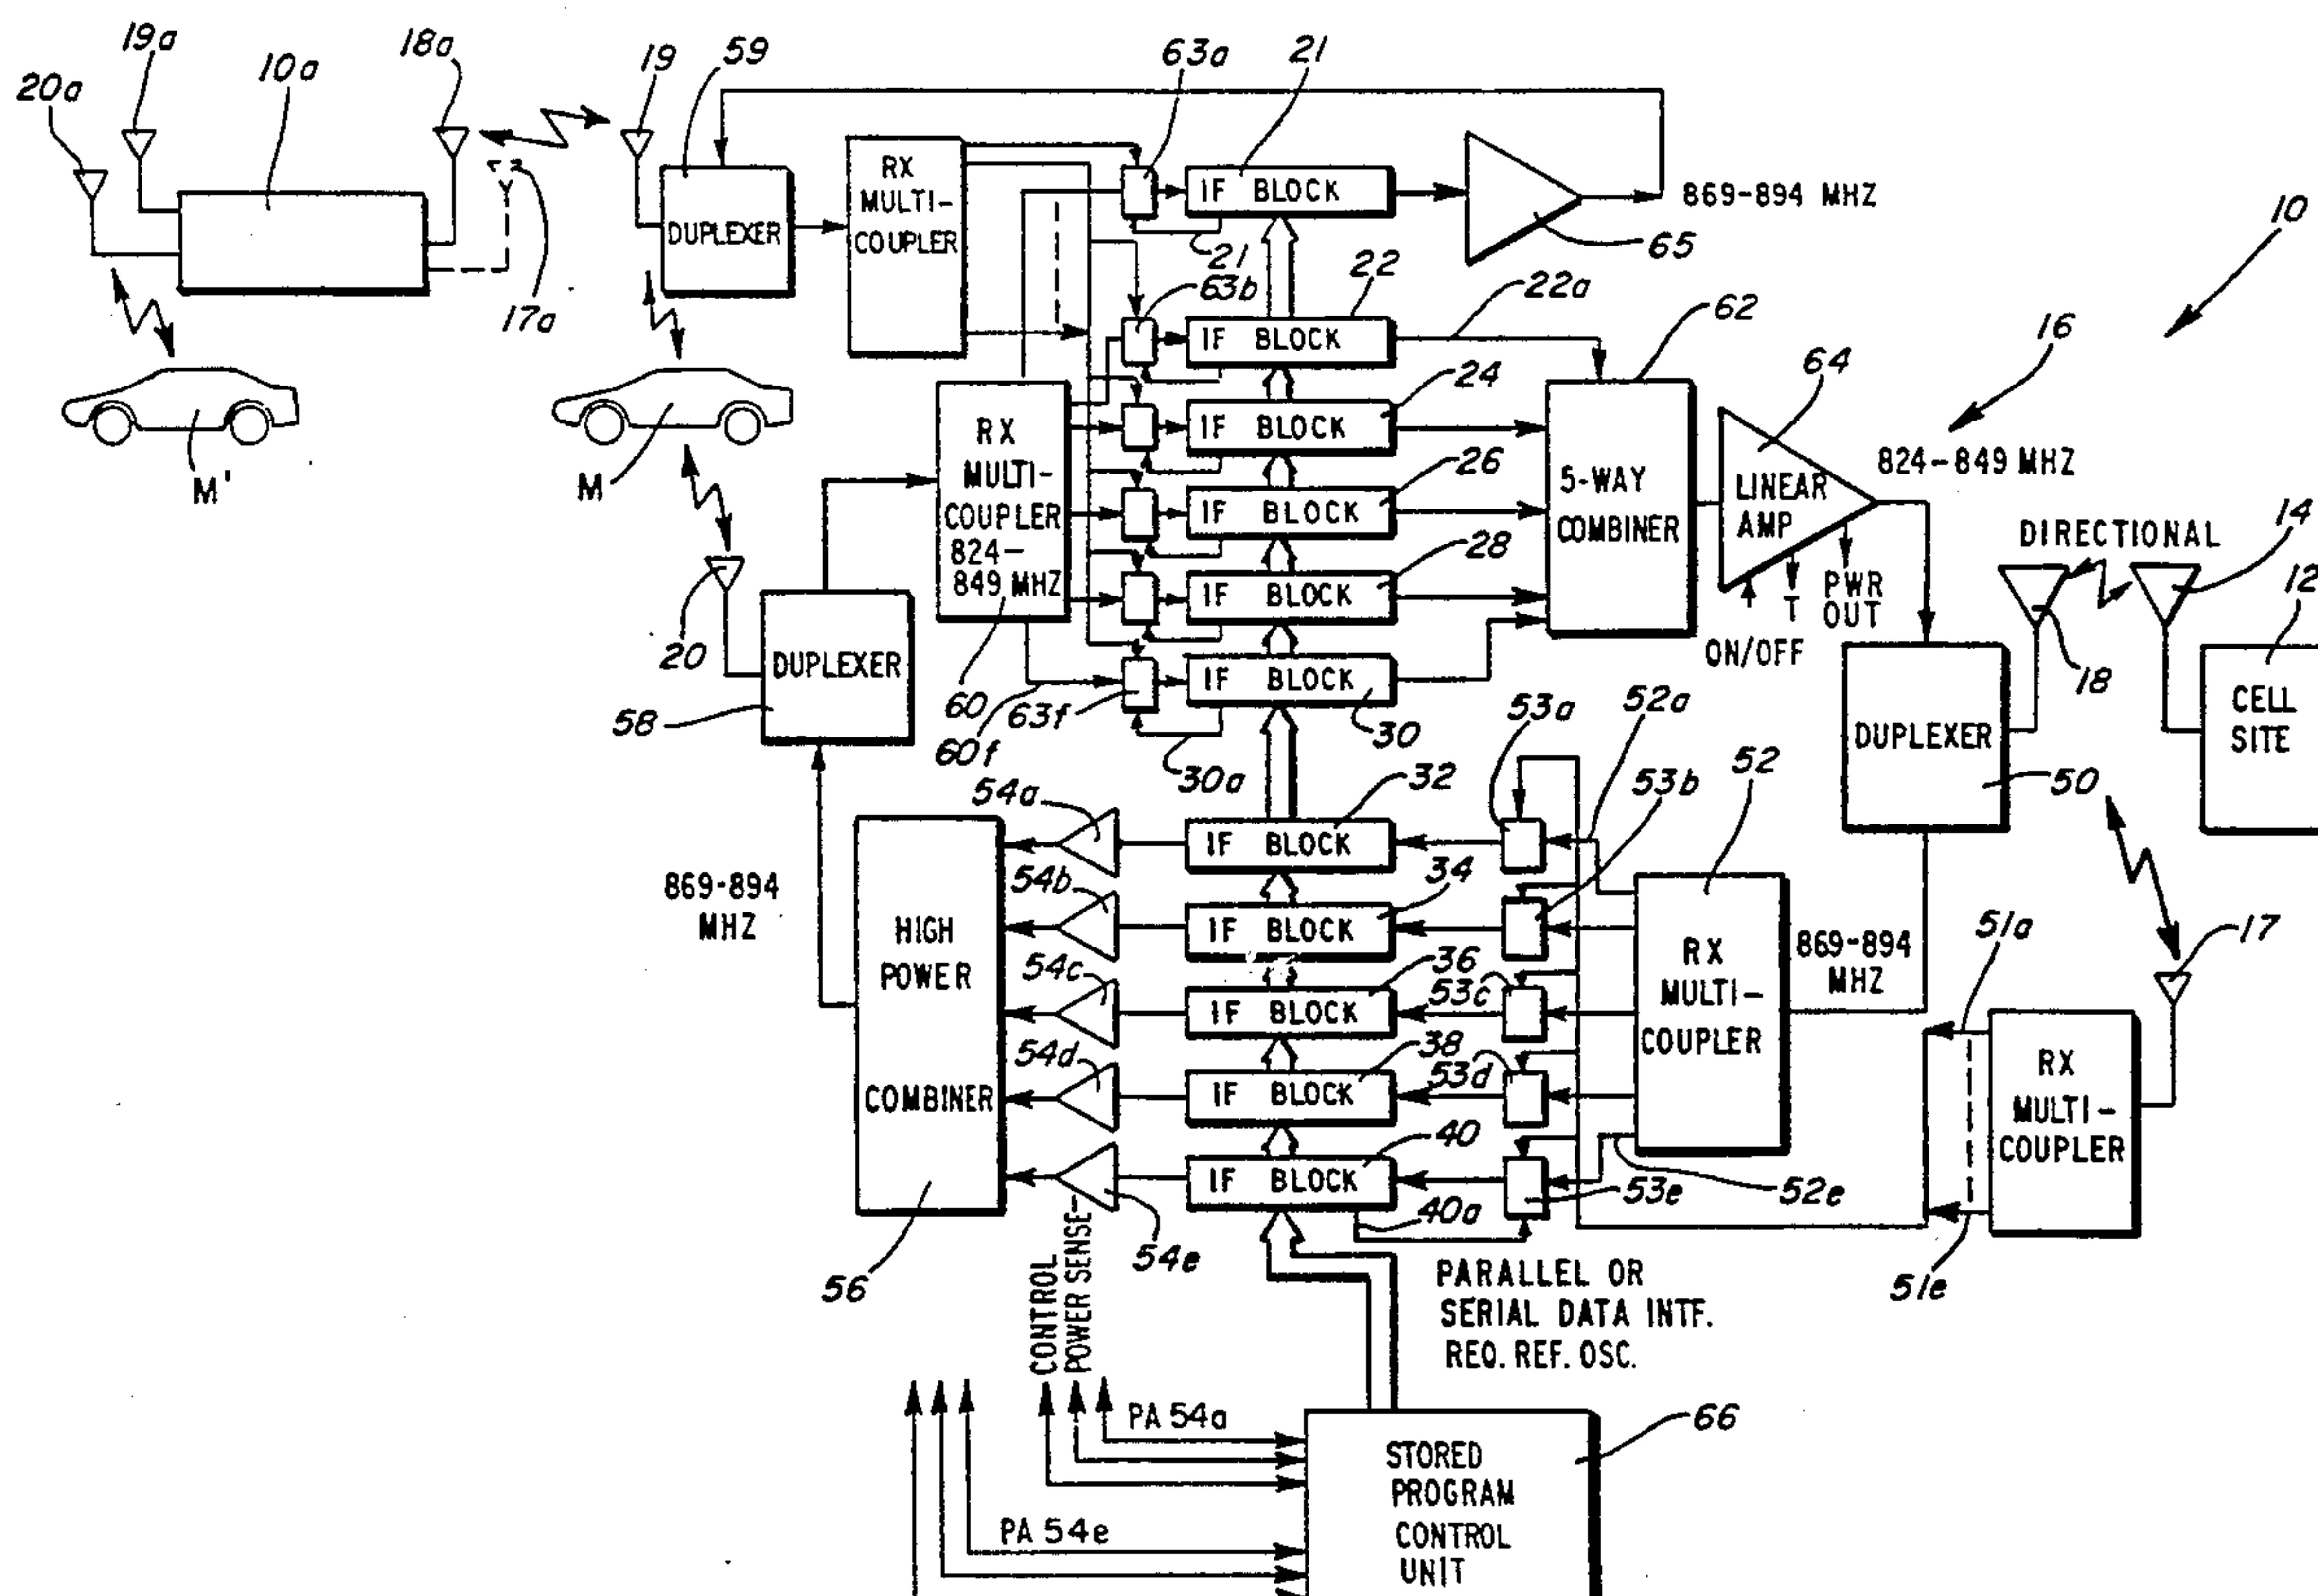 19a
18a
20a
10a
19
59
63a
21
RX
MULTI-
COUPLER
DUPLEXER
IF BLOCK
869-894 MHZ
65
10
17a
21
63b
22
22a
62
IF BLOCK
16
64
M'
M
24
IF BLOCK
RX
MULTI-
COUPLER
824-
849 MHZ
26
IF BLOCK
5-WAY
COMBINER
LINEAR
AMP
824-849 MHZ
DIRECTIONAL
14
12
28
IF BLOCK
T
PWR
OUT
ON/OFF
20
DUPLEXER
58
60
60f
63f
IF BLOCK
30
30a
18
CELL
SITE
DUPLEXER
50
53a
52a
52
53b
54a
32
IF BLOCK
869-894
MHZ
HIGH
POWER
COMBINER
54b
34
IF BLOCK
54c
36
53c
IF BLOCK
RX
MULTI-
COUPLER
869-894
MHZ
51a
17
54d
38
53d
IF BLOCK
RX
MULTI-
COUPLER
40
IF BLOCK
53e
52e
40a
54e
56
51e
CONTROL
POWER SENSE
PARALLEL OR
SERIAL DATA INTF.
REQ. REF. OSC.
PA 54a
66
STORED
PROGRAM
CONTROL
UNIT
PA 54e